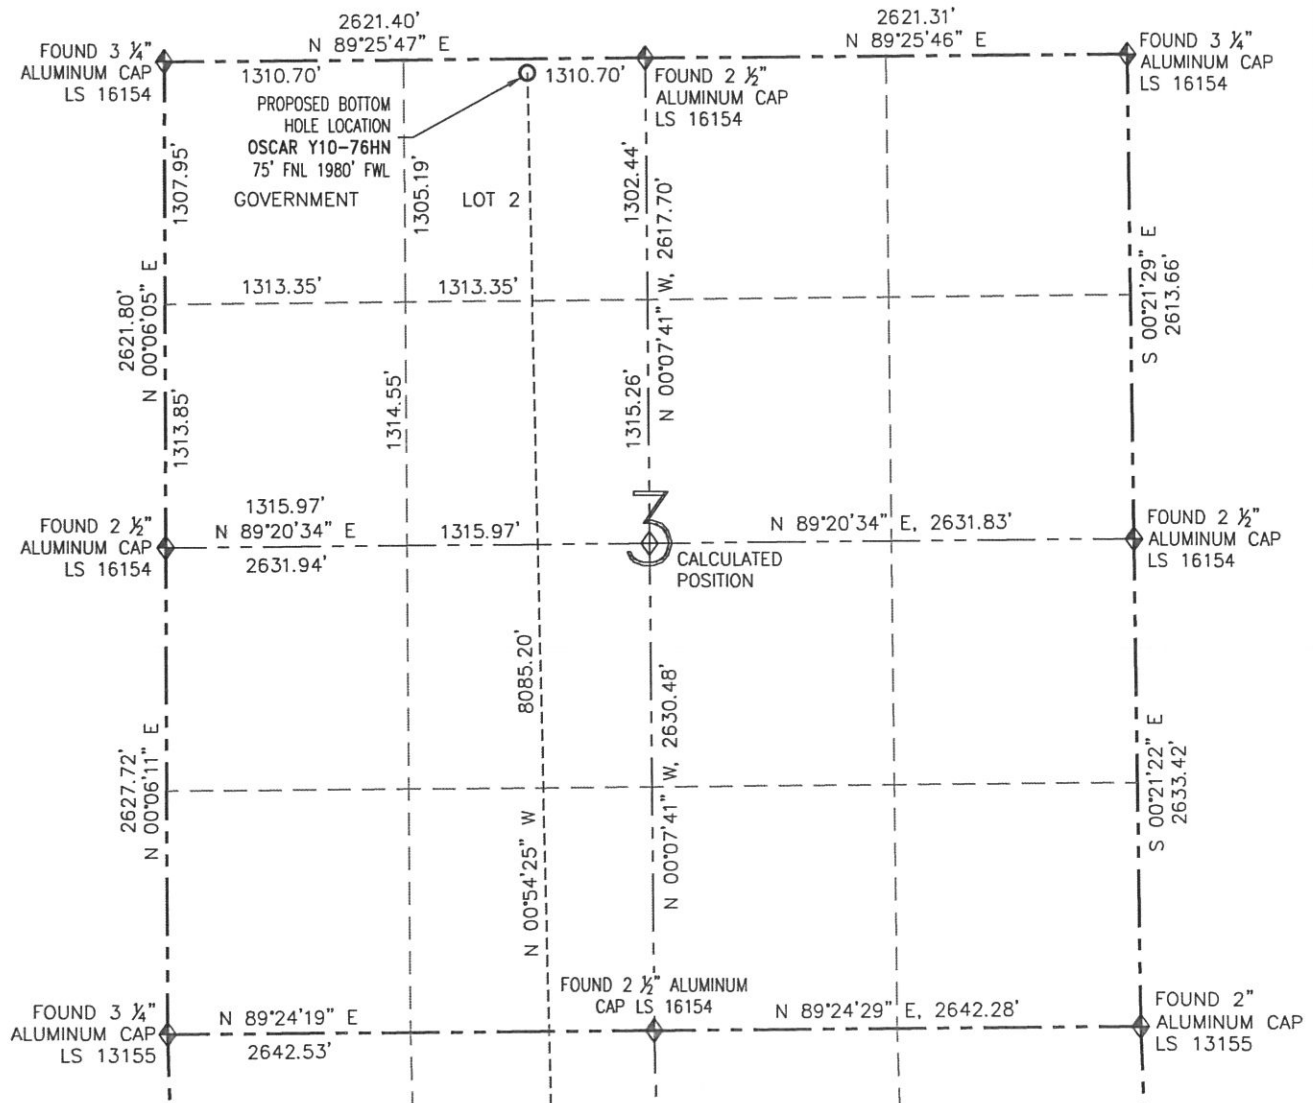 2621.40'
N 89°25'47" E
2621.31'
N 89°25'46" E
FOUND 3 ¼"
ALUMINUM CAP
LS 16154
1310.70'
1310.70'
FOUND 2 ½"
ALUMINUM CAP
LS 16154
FOUND 3 ¼"
ALUMINUM CAP
LS 16154
PROPOSED BOTTOM
HOLE LOCATION
OSCAR Y10-76HN
75' FNL 1980' FWL
GOVERNMENT LOT 2
1307.95'
1305.19'
1302.44'
N 00°07'41" W, 2617.70'
2621.80'
N 00°06'05" E
S 00°21'29" E
2613.66'
1313.35'
1313.35'
1313.85'
1314.55'
1315.26'
FOUND 2 ½"
ALUMINUM CAP
LS 16154
1315.97'
N 89°20'34" E
2631.94'
1315.97'
3
N 89°20'34" E, 2631.83'
CALCULATED
POSITION
FOUND 2 ½"
ALUMINUM CAP
LS 16154
8085.20'
N 00°54'25" W
N 00°07'41" W, 2630.48'
2627.72'
N 00°06'11" E
S 00°21'22" E
2633.42'
FOUND 3 ¼"
ALUMINUM CAP
LS 13155
N 89°24'19" E
2642.53'
FOUND 2 ½" ALUMINUM
CAP LS 16154
N 89°24'29" E, 2642.28'
FOUND 2"
ALUMINUM CAP
LS 13155